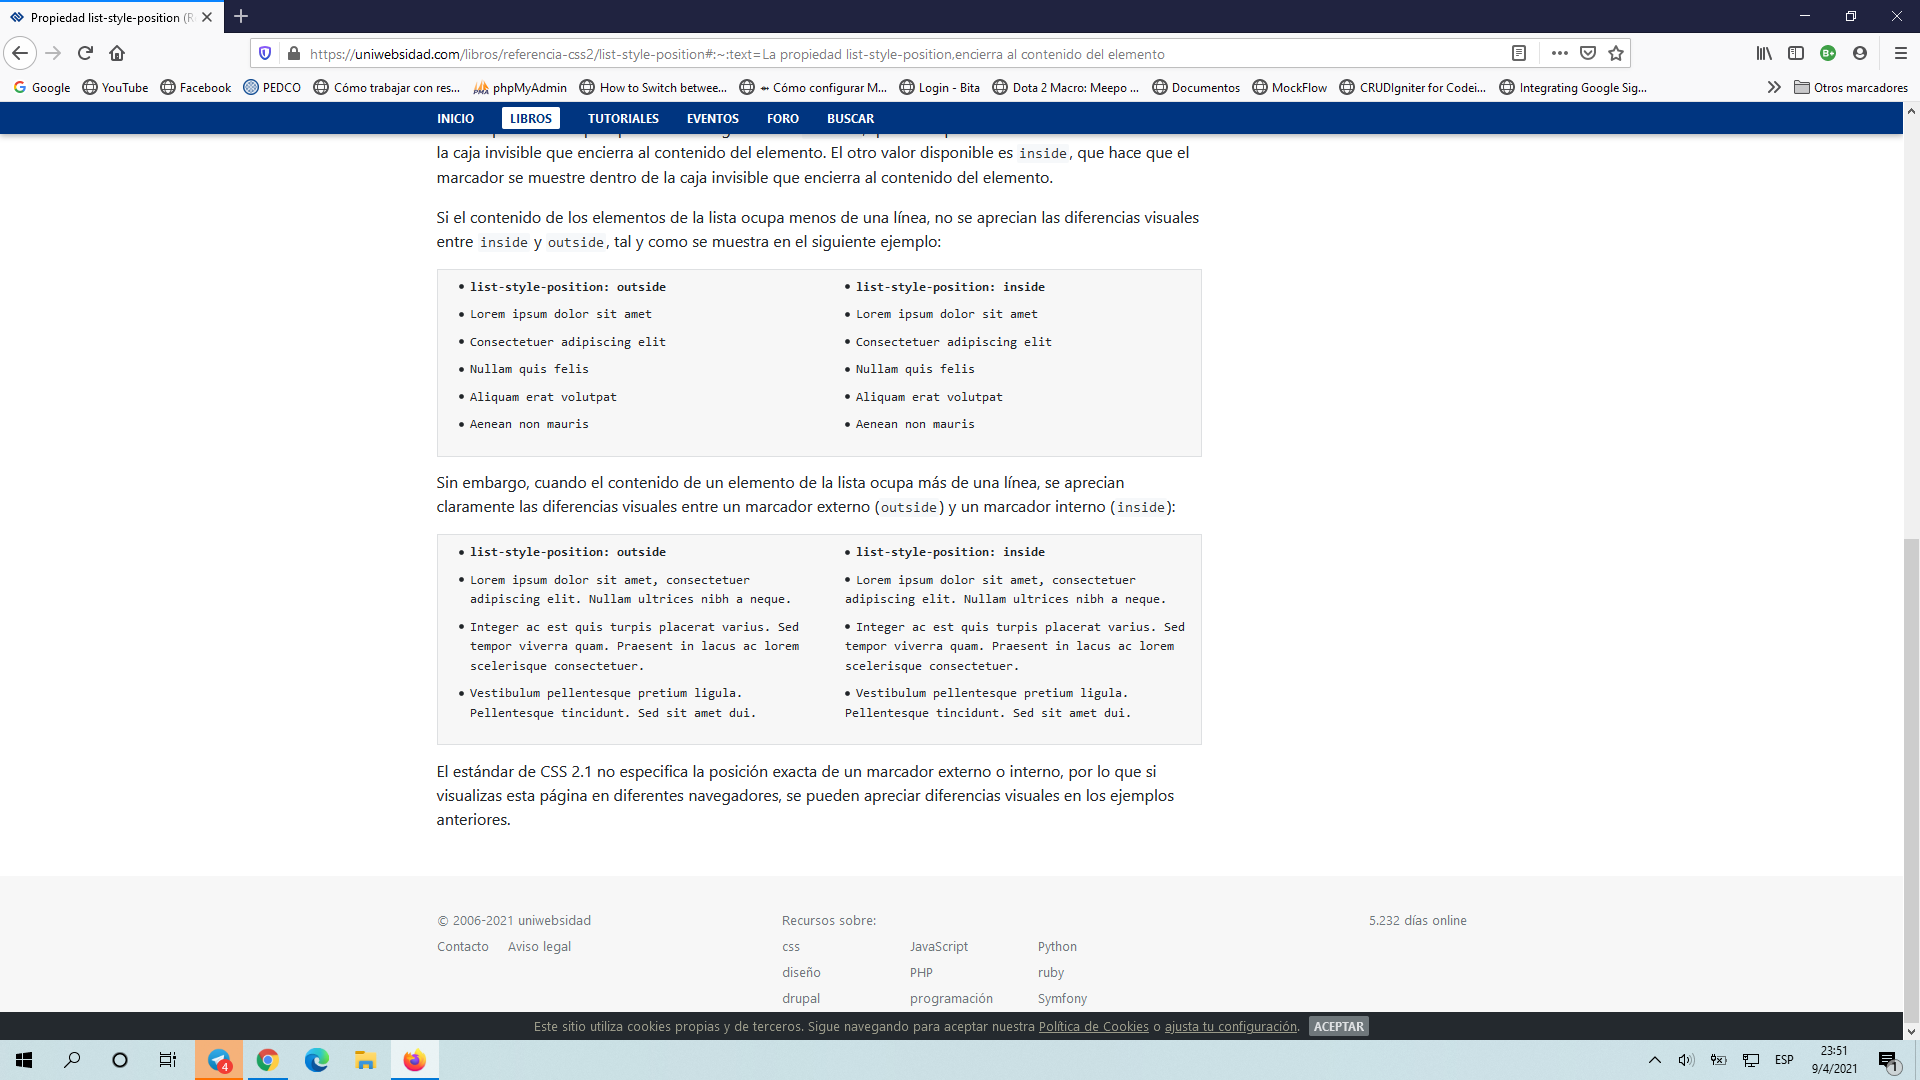 Propiedad list-style-position (R
https://uniwebsidad.com/libros/referencia-css2/list-style-position#:~:text=La propiedad list-style-position,encierra al contenido del elemento
Google YouTube Facebook PEDCO Cómo trabajar con res... phpMyAdmin How to Switch betwee... Cómo configurar M... Login - Bita Dota 2 Macro: Meepo ... Documentos MockFlow CRUDIgniter for Codei... Integrating Google Sig... Otros marcadores
INICIO LIBROS TUTORIALES EVENTOS FORO BUSCAR
la caja invisible que encierra al contenido del elemento. El otro valor disponible es inside, que hace que el
marcador se muestre dentro de la caja invisible que encierra al contenido del elemento.
Si el contenido de los elementos de la lista ocupa menos de una línea, no se aprecian las diferencias visuales
entre inside y outside, tal y como se muestra en el siguiente ejemplo:
• list-style-position: outside
• Lorem ipsum dolor sit amet
• Consectetuer adipiscing elit
• Nullam quis felis
• Aliquam erat volutpat
• Aenean non mauris
• list-style-position: inside
• Lorem ipsum dolor sit amet
• Consectetuer adipiscing elit
• Nullam quis felis
• Aliquam erat volutpat
• Aenean non mauris
Sin embargo, cuando el contenido de un elemento de la lista ocupa más de una línea, se aprecian
claramente las diferencias visuales entre un marcador externo (outside) y un marcador interno (inside):
• list-style-position: outside
• Lorem ipsum dolor sit amet, consectetuer
adipiscing elit. Nullam ultrices nibh a neque.
• Integer ac est quis turpis placerat varius. Sed
tempor viverra quam. Praesent in lacus ac lorem
scelerisque consectetuer.
• Vestibulum pellentesque pretium ligula.
Pellentesque tincidunt. Sed sit amet dui.
• list-style-position: inside
• Lorem ipsum dolor sit amet, consectetuer
adipiscing elit. Nullam ultrices nibh a neque.
• Integer ac est quis turpis placerat varius. Sed
tempor viverra quam. Praesent in lacus ac lorem
scelerisque consectetuer.
• Vestibulum pellentesque pretium ligula.
Pellentesque tincidunt. Sed sit amet dui.
El estándar de CSS 2.1 no especifica la posición exacta de un marcador externo o interno, por lo que si
visualizas esta página en diferentes navegadores, se pueden apreciar diferencias visuales en los ejemplos
anteriores.
© 2006-2021 uniwebsidad
Contacto Aviso legal
Recursos sobre:
css JavaScript Python
diseño PHP ruby
drupal programación Symfony
5.232 días online
Este sitio utiliza cookies propias y de terceros. Sigue navegando para aceptar nuestra Política de Cookies o ajusta tu configuración. ACEPTAR
4
ESP
23:51
9/4/2021
1